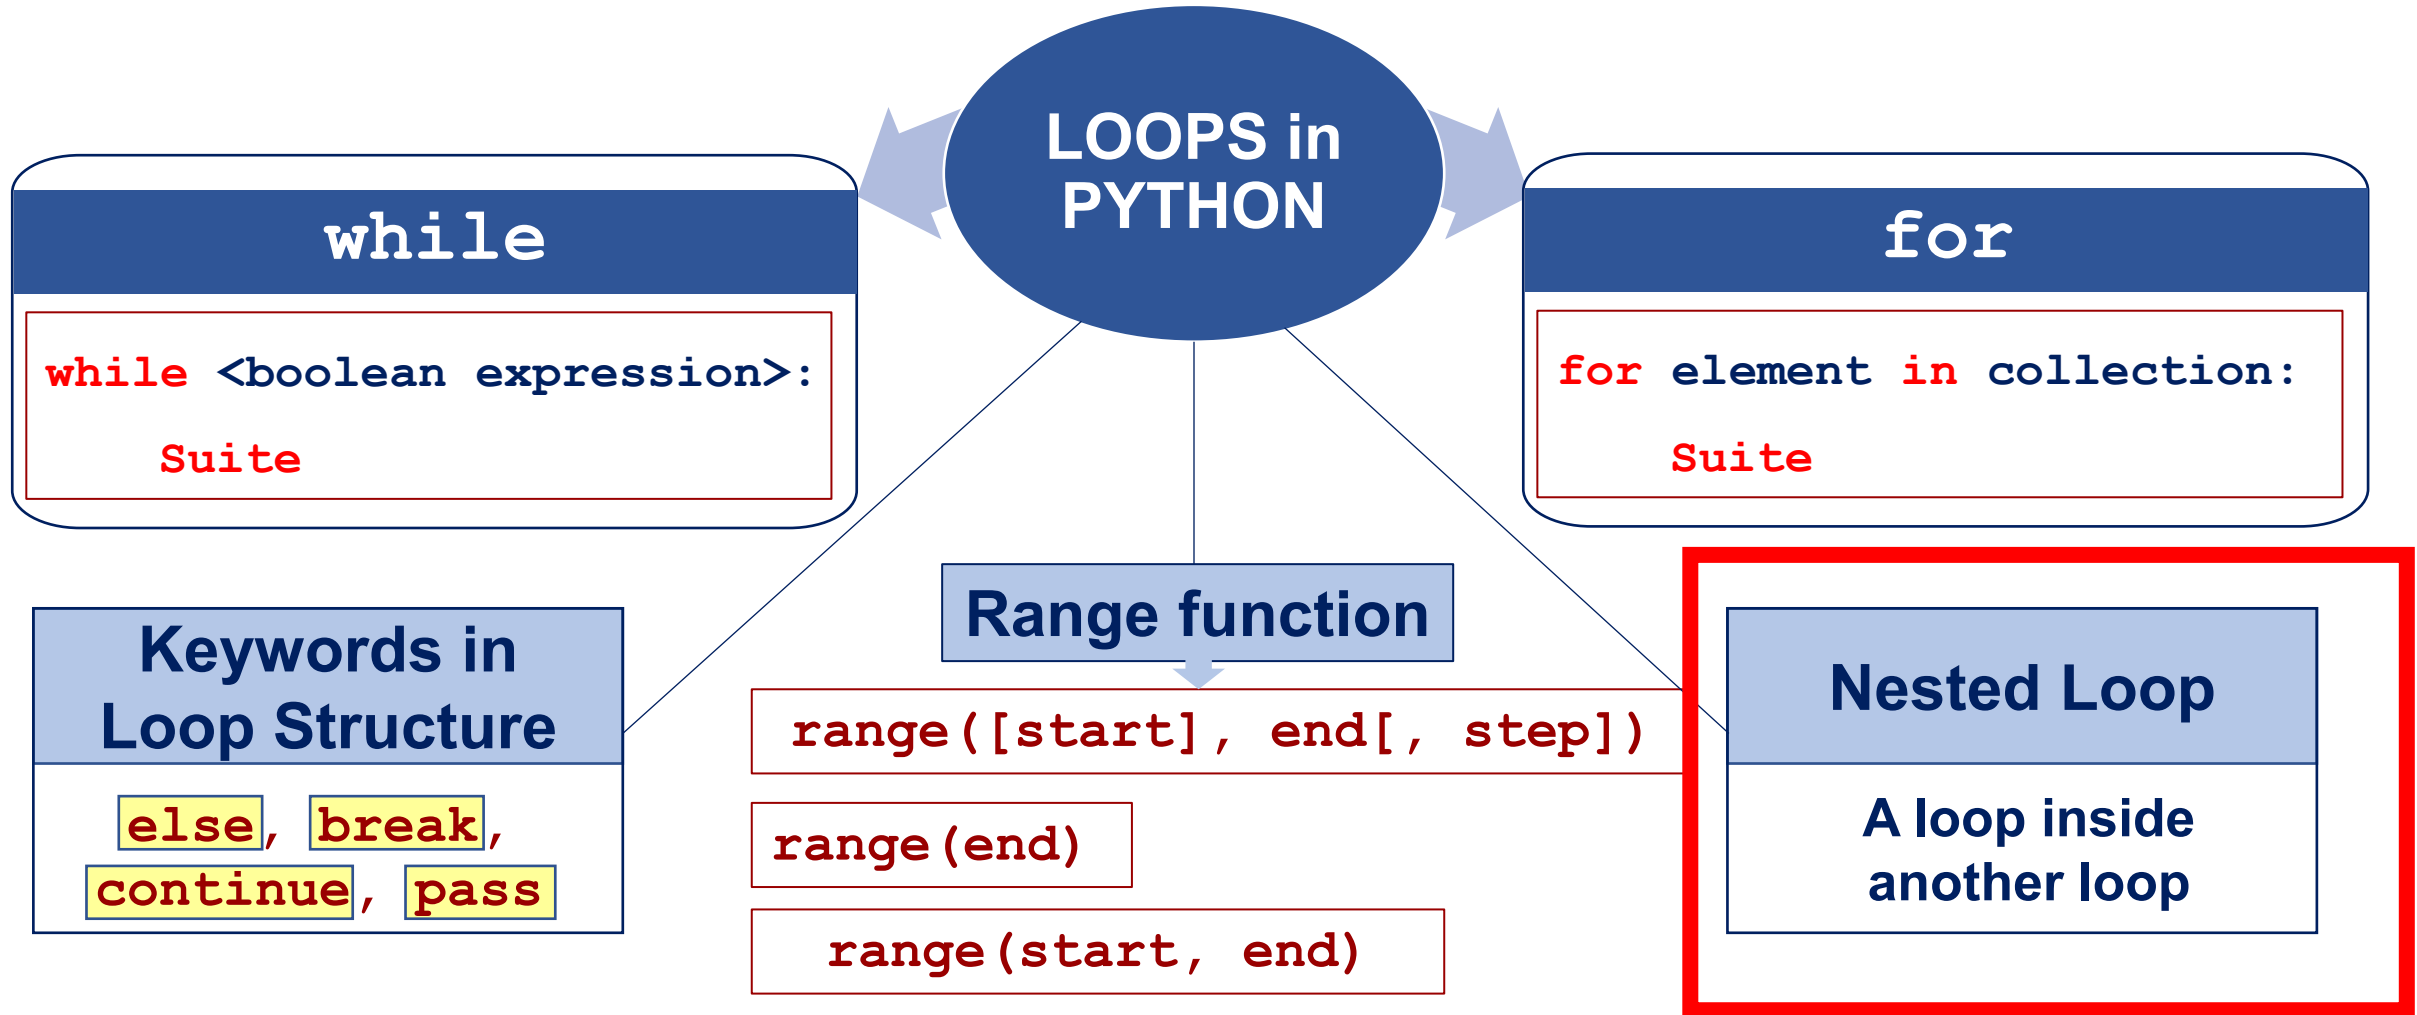 LOOPS in
PYTHON
while
while <boolean expression>:
Suite
for
for element in collection:
Suite
Keywords in
Loop Structure
else, break,
continue, pass
Range function
range([start], end[, step])
range(end)
range(start, end)
Nested Loop
A loop inside
another loop